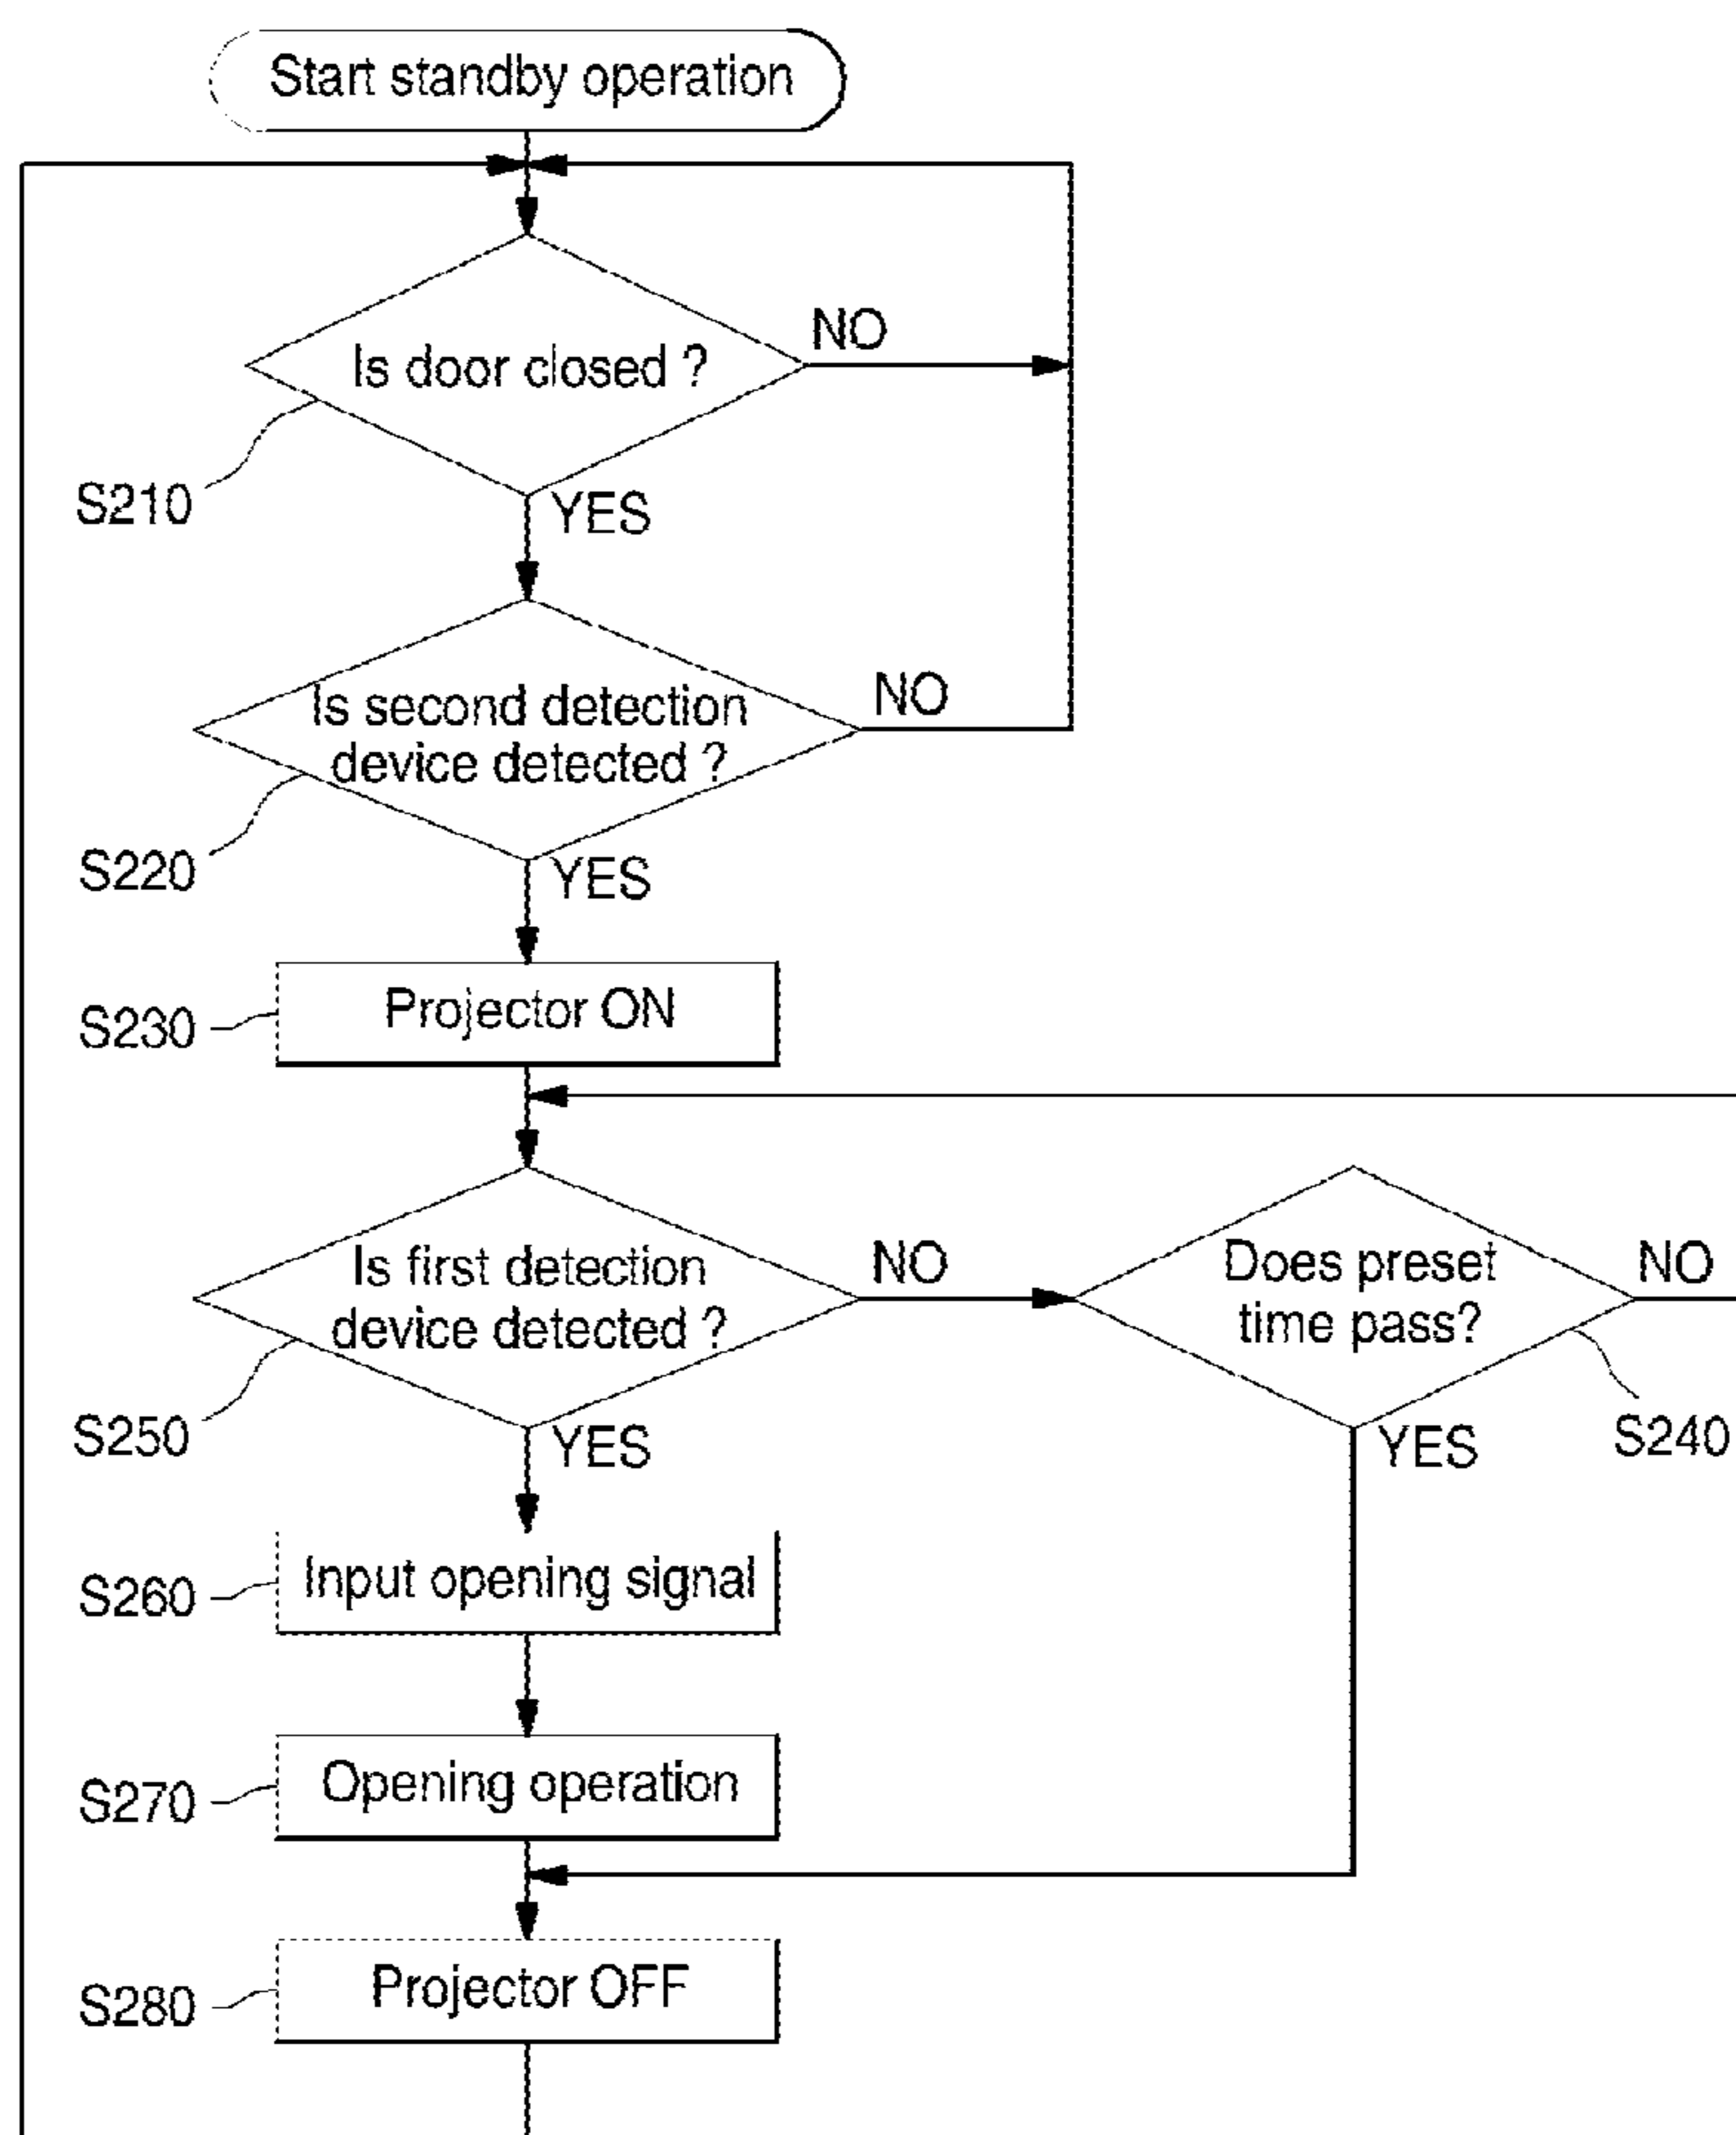 Start standby operation
NO
Is door closed ?
S210
YES
NO
Is second detection
device detected ?
S220
YES
Projector ON
S230
Is first detection
device detected ?
NO
Does preset
time pass?
NO
S250
YES
YES
S240
Input opening signal
S260
Opening operation
S270
Projector OFF
S280